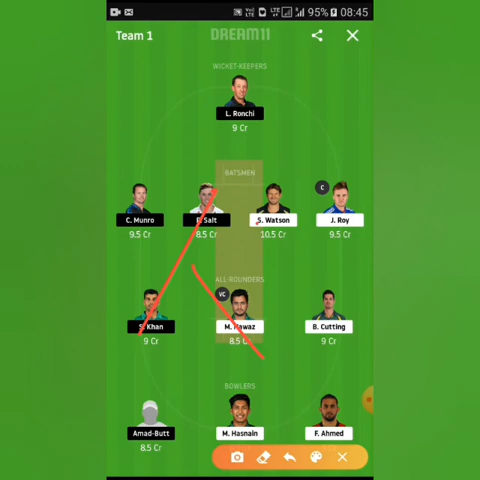 95% 08:45
Team 1
DREAM11
WICKET-KEEPERS
L. Ronchi
9 Cr
BATSMEN
C
C. Munro
P. Salt
S. Watson
J. Roy
9.5 Cr
8.5 Cr
10.5 Cr
9.5 Cr
ALL-ROUNDERS
VC
S. Khan
M. Nawaz
B. Cutting
9 Cr
8.5 Cr
9 Cr
BOWLERS
Amad-Butt
M. Hasnain
F. Ahmed
8.5 Cr